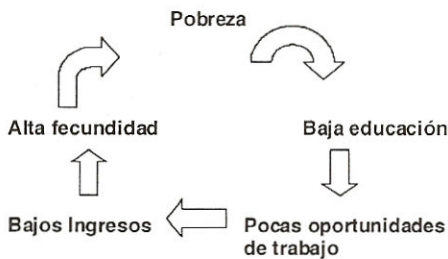 Pobreza
Alta fecundidad
Baja educación
Bajos Ingresos
Pocas oportunidades
de trabajo